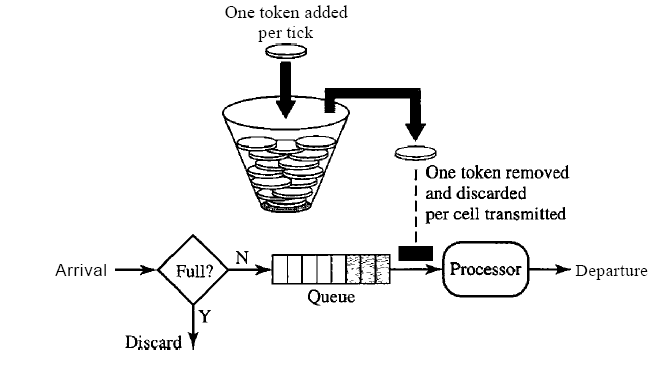 One token added
per tick
One token removed
and discarded
per cell transmitted
Arrival
Full?
N
Processor
Departure
Queue
Y
Discard